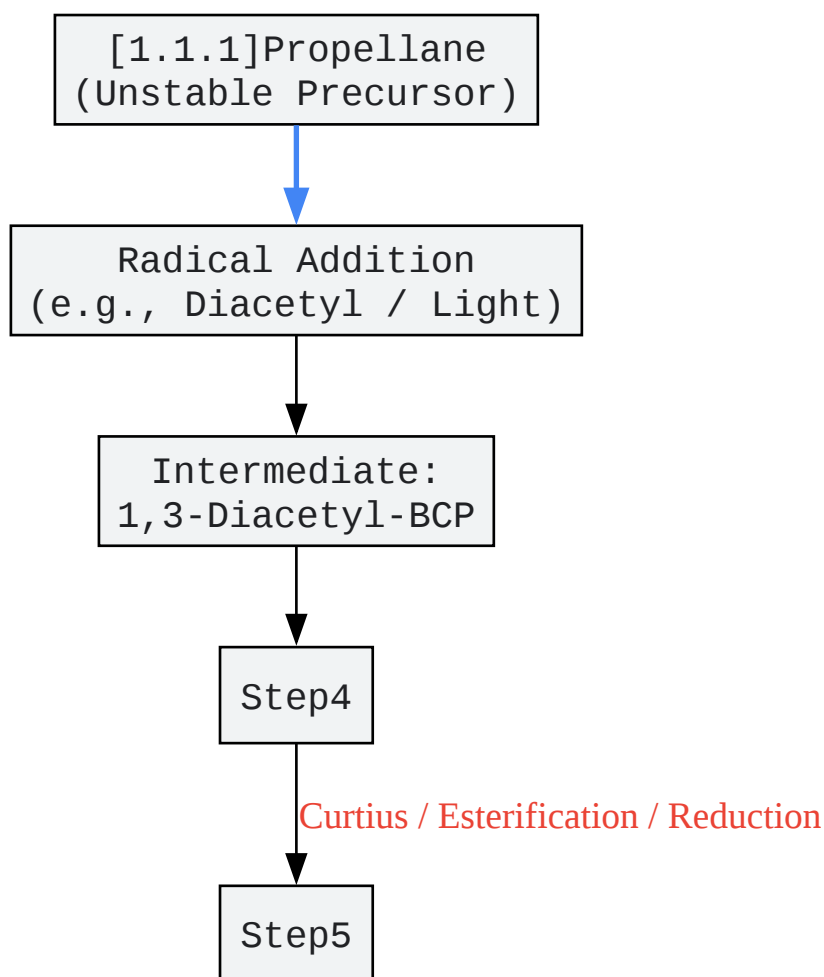 [1.1.1]Propellane
(Unstable Precursor)
Radical Addition
(e.g., Diacetyl / Light)
Intermediate:
1,3-Diacetyl-BCP
Step4
Curtius / Esterification / Reduction
Step5